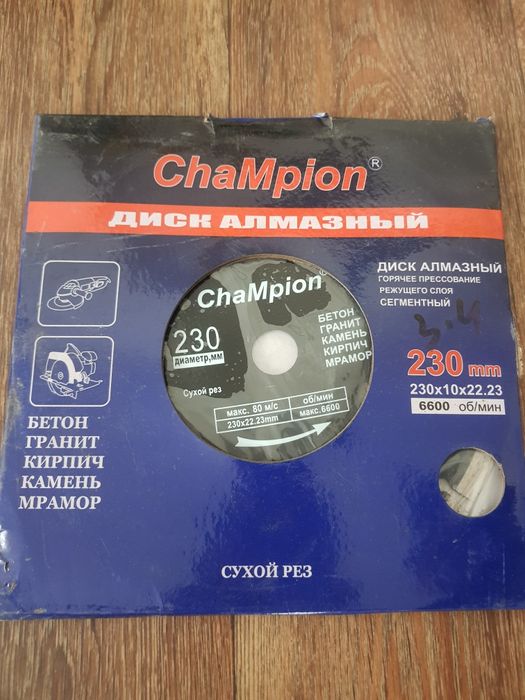 ChaMpion®
ДИСК АЛМАЗНЫЙ
ДИСК АЛМАЗНЫЙ
ГОРЯЧЕЕ ПРЕССОВАНИЕ
РЕЖУЩЕГО СЛОЯ
СЕГМЕНТНЫЙ
3.4
230 mm
230x10x22.23
6600 об/мин
ChaMpion®
230
диаметр,мм
БЕТОН
ГРАНИТ
КАМЕНЬ
КИРПИЧ
МРАМОР
Сухой рез
макс. 80 м/с об/мин
230x22.23mm макс.6600
БЕТОН
ГРАНИТ
КИРПИЧ
КАМЕНЬ
МРАМОР
СУХОЙ РЕЗ